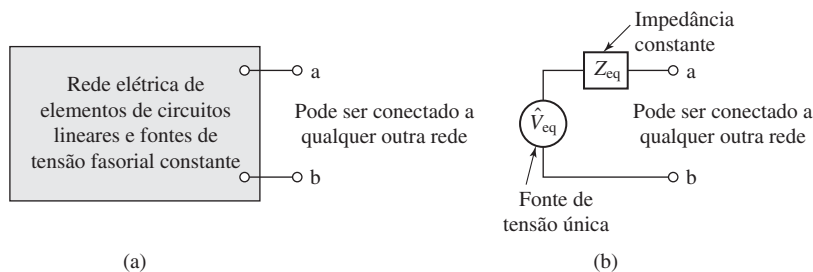 Rede elétrica de
elementos de circuitos
lineares e fontes de
tensão fasorial constante
a
b
Pode ser conectado a
qualquer outra rede
(a)
Impedância
constante
Z_eq
a
V̂_eq
Pode ser conectado a
qualquer outra rede
b
Fonte de
tensão única
(b)